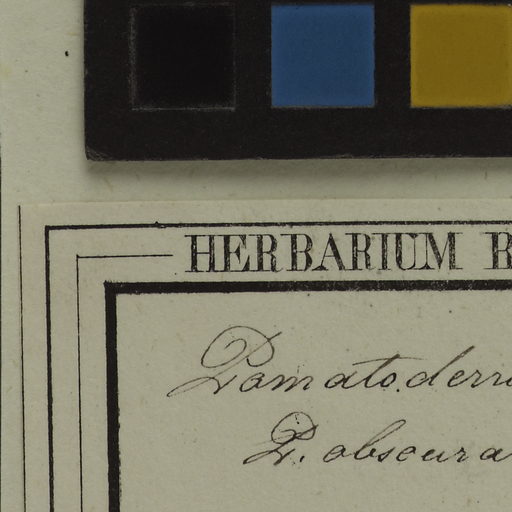 HERBARIUM R
Pomatoderri
P. obscura